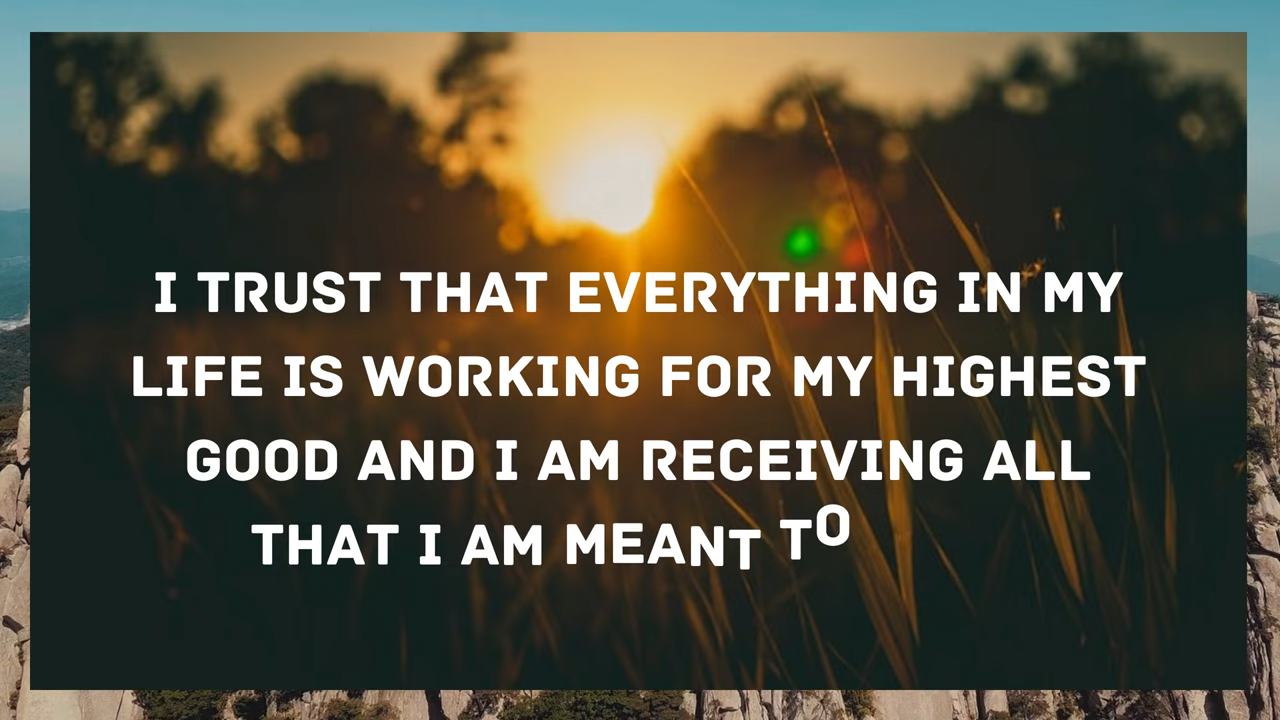 I TRUST THAT EVERYTHING IN MY
LIFE IS WORKING FOR MY HIGHEST
GOOD AND I AM RECEIVING ALL
THAT I AM MEANT TO